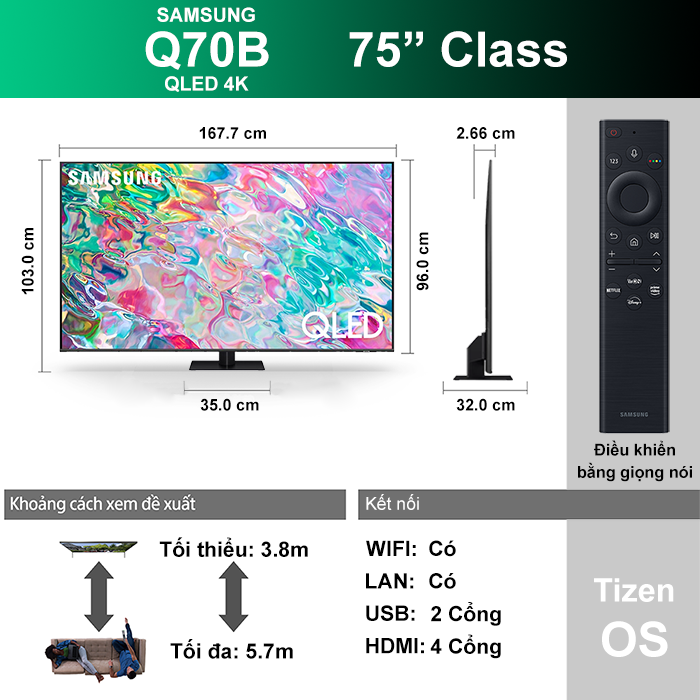 SAMSUNG
Q70B
QLED 4K
75” Class
167.7 cm
2.66 cm
SAMSUNG
QLED
103.0 cm
96.0 cm
35.0 cm
32.0 cm
123
NETFLIX
prime video
Disney+
SAMSUNG
Điều khiển
bằng giọng nói
Khoảng cách xem đề xuất
Tối thiểu: 3.8m
Tối đa: 5.7m
Kết nối
WIFI: Có
LAN: Có
USB: 2 Cổng
HDMI: 4 Cổng
Tizen
OS